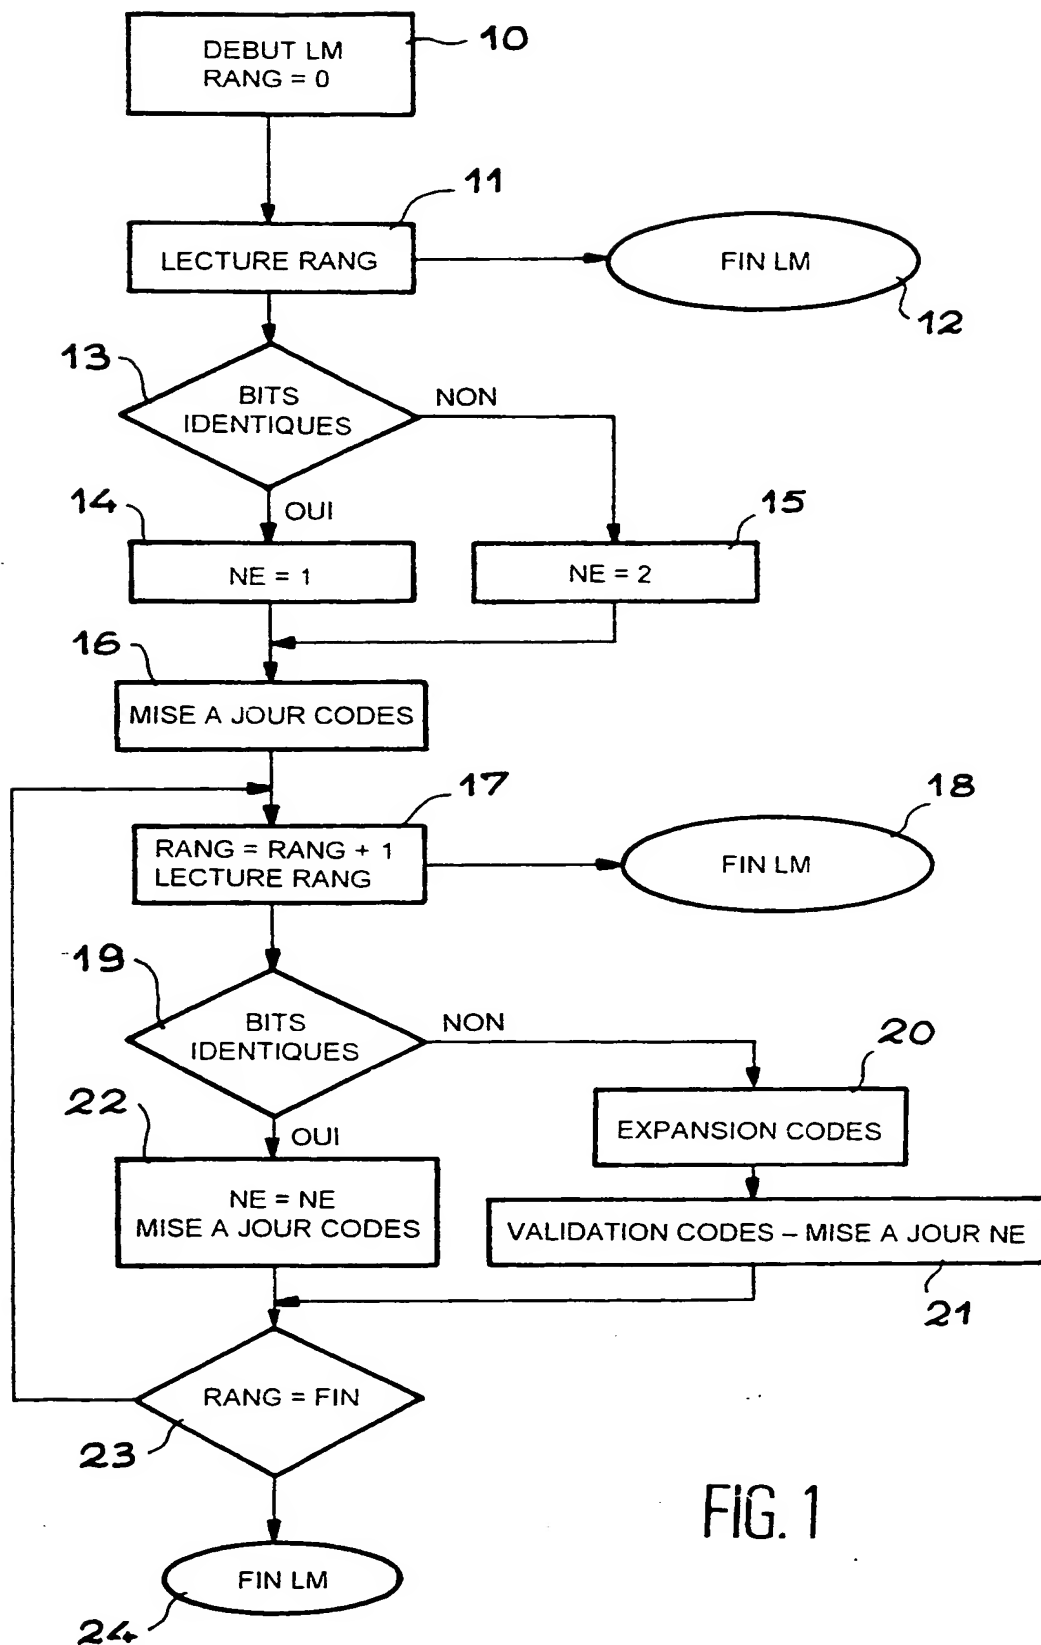 10
DEBUT LM
RANG = 0
11
LECTURE RANG
FIN LM
12
13
BITS
IDENTIQUES
NON
OUI
14
NE = 1
15
NE = 2
16
MISE A JOUR CODES
17
RANG = RANG + 1
LECTURE RANG
18
FIN LM
19
BITS
IDENTIQUES
NON
OUI
20
EXPANSION CODES
22
NE = NE
MISE A JOUR CODES
VALIDATION CODES – MISE A JOUR NE
21
RANG = FIN
23
FIN LM
24
FIG. 1